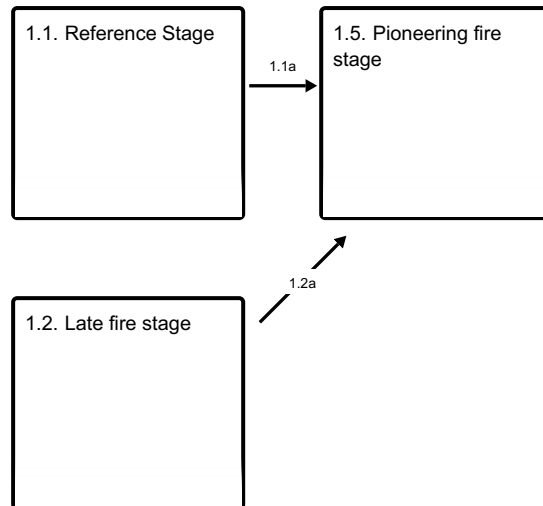 1.1. Reference Stage
1.1a
1.5. Pioneering fire
stage
1.2a
1.2. Late fire stage